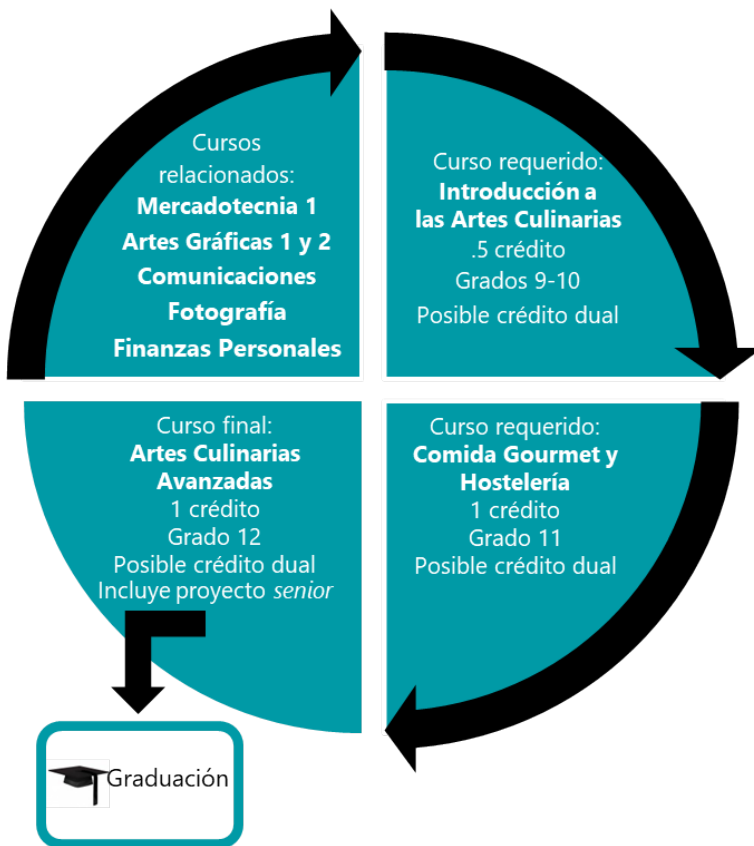 Cursos
relacionados:
Mercadotecnia 1
Artes Gráficas 1 y 2
Comunicaciones
Fotografía
Finanzas Personales
Curso requerido:
Introducción a
las Artes Culinarias
.5 crédito
Grados 9-10
Posible crédito dual
Curso requerido:
Comida Gourmet y
Hostelería
1 crédito
Grado 11
Posible crédito dual
Curso final:
Artes Culinarias
Avanzadas
1 crédito
Grado 12
Posible crédito dual
Incluye proyecto senior
Graduación